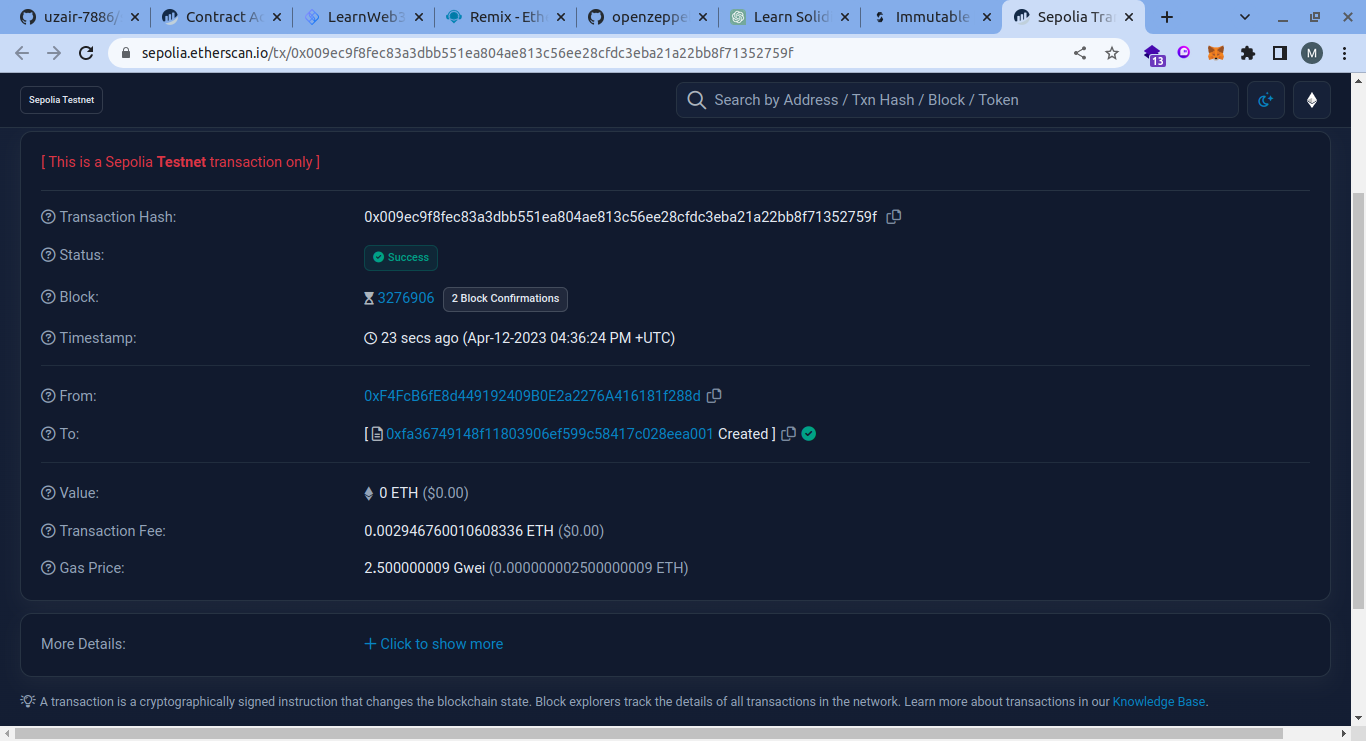 uzair-7886/
Contract Ad
LearnWeb3
Remix - Eth
openzeppe
Learn Solid
Immutable
Sepolia Tra
sepolia.etherscan.io/tx/0x009ec9f8fec83a3dbb551ea804ae813c56ee28cfdc3eba21a22bb8f71352759f
13
M
Sepolia Testnet
Search by Address / Txn Hash / Block / Token
[ This is a Sepolia Testnet transaction only ]
Transaction Hash: 0x009ec9f8fec83a3dbb551ea804ae813c56ee28cfdc3eba21a22bb8f71352759f
Status: Success
Block: 3276906 2 Block Confirmations
Timestamp: 23 secs ago (Apr-12-2023 04:36:24 PM +UTC)
From: 0xF4FcB6fE8d449192409B0E2a2276A416181f288d
To: [ 0xfa36749148f11803906ef599c58417c028eea001 Created ]
Value: 0 ETH ($0.00)
Transaction Fee: 0.002946760010608336 ETH ($0.00)
Gas Price: 2.500000009 Gwei (0.000000002500000009 ETH)
More Details: + Click to show more
A transaction is a cryptographically signed instruction that changes the blockchain state. Block explorers track the details of all transactions in the network. Learn more about transactions in our Knowledge Base.